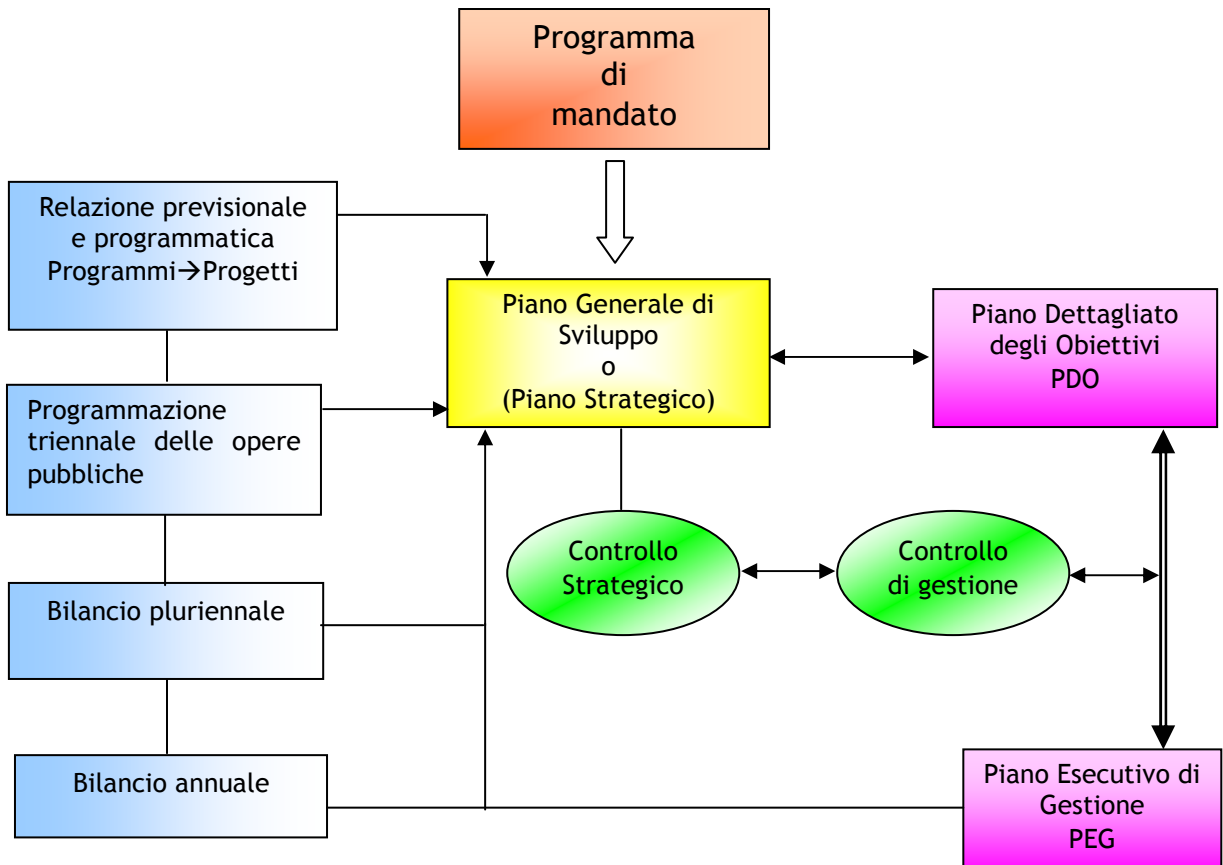 Programma
di
mandato
Relazione previsionale
e programmatica
Programmi→Progetti
Piano Generale di
Sviluppo
o
(Piano Strategico)
Piano Dettagliato
degli Obiettivi
PDO
Programmazione
triennale delle opere
pubbliche
Controllo
Strategico
Controllo
di gestione
Bilancio pluriennale
Bilancio annuale
Piano Esecutivo di
Gestione
PEG